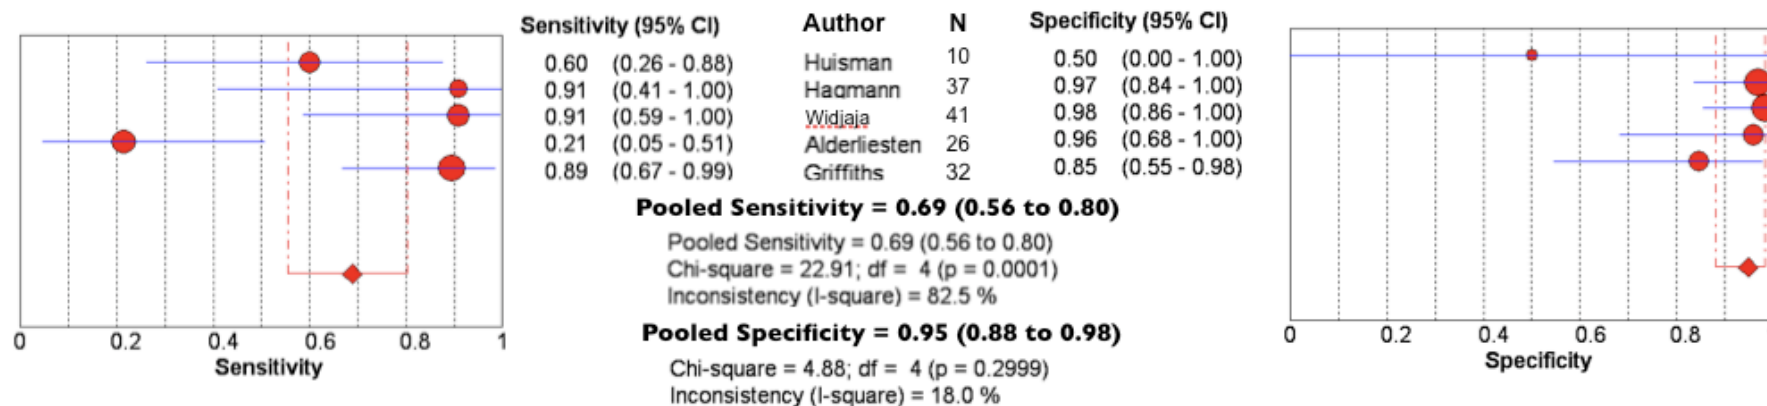 Sensitivity (95% CI) Author N Specificity (95% CI)
0.60 (0.26 - 0.88) Huisman 10 0.50 (0.00 - 1.00)
0.91 (0.41 - 1.00) Hagmann 37 0.97 (0.84 - 1.00)
0.91 (0.59 - 1.00) Widjaja 41 0.98 (0.86 - 1.00)
0.21 (0.05 - 0.51) Alderliesten 26 0.96 (0.68 - 1.00)
0.89 (0.67 - 0.99) Griffiths 32 0.85 (0.55 - 0.98)
Pooled Sensitivity = 0.69 (0.56 to 0.80)
Pooled Sensitivity = 0.69 (0.56 to 0.80)
Chi-square = 22.91; df = 4 (p = 0.0001)
Inconsistency (I-square) = 82.5 %
Pooled Specificity = 0.95 (0.88 to 0.98)
Chi-square = 4.88; df = 4 (p = 0.2999)
Inconsistency (I-square) = 18.0 %
0 0.2 0.4 0.6 0.8 1
Sensitivity
0 0.2 0.4 0.6 0.8
Specificity